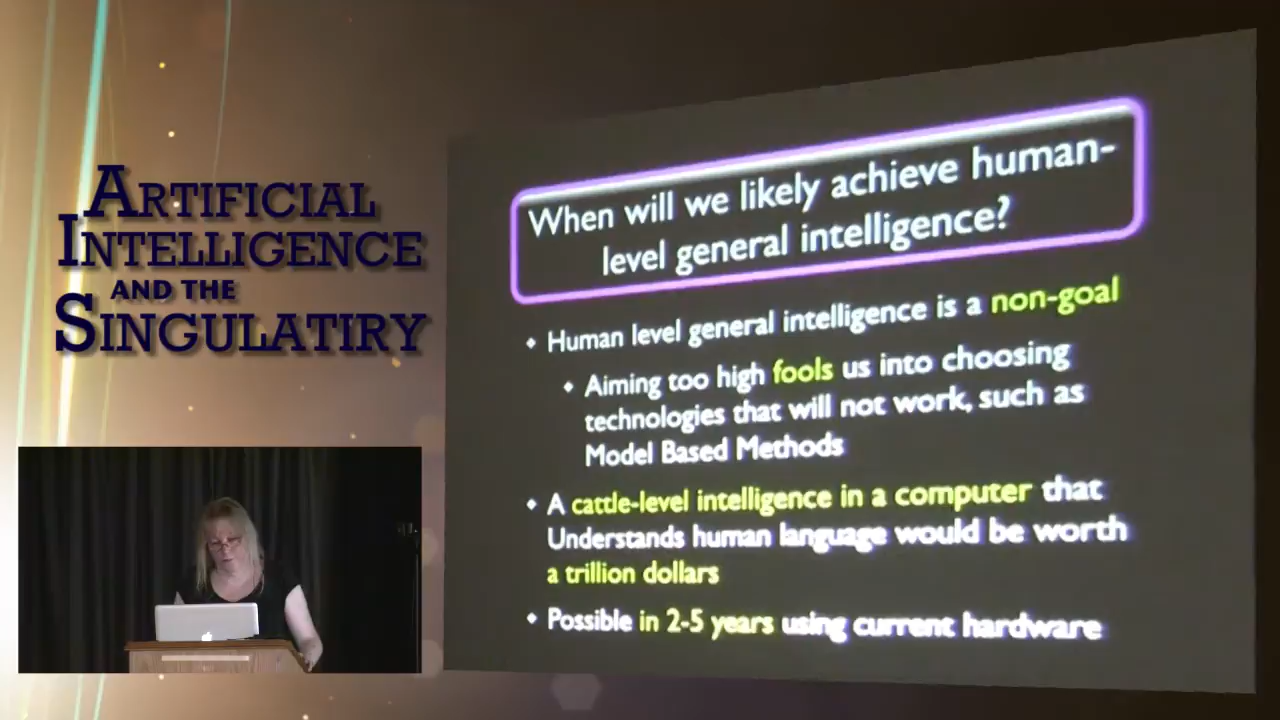 ARTIFICIAL
INTELLIGENCE
AND THE
SINGULATIRY
When will we likely achieve human-
level general intelligence?
• Human level general intelligence is a non-goal
• Aiming too high fools us into choosing
technologies that will not work, such as
Model Based Methods
• A cattle-level intelligence in a computer that
Understands human language would be worth
a trillion dollars
• Possible in 2-5 years using current hardware